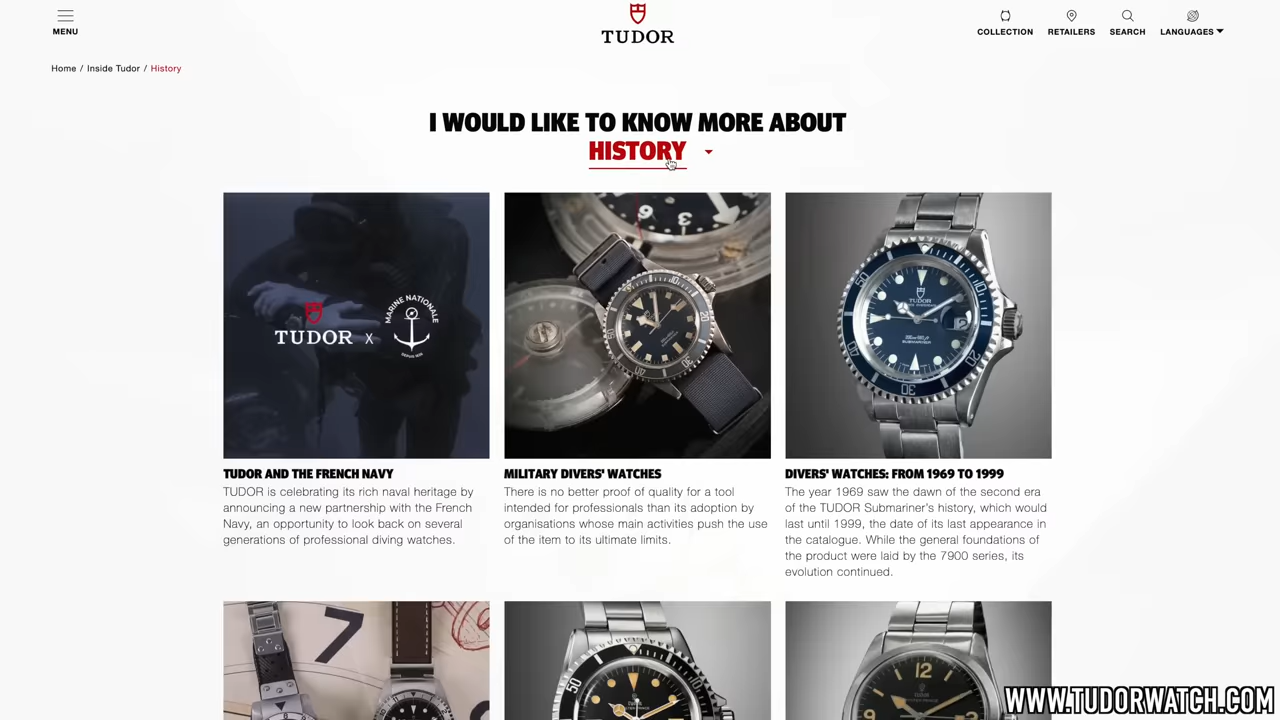 MENU
TUDOR
COLLECTION
RETAILERS
SEARCH
LANGUAGES
Home / Inside Tudor / History
I WOULD LIKE TO KNOW MORE ABOUT
HISTORY
TUDOR X MARINE NATIONALE
TUDOR
SUBMARINER
TUDOR AND THE FRENCH NAVY
TUDOR is celebrating its rich naval heritage by
announcing a new partnership with the French
Navy, an opportunity to look back on several
generations of professional diving watches.
MILITARY DIVERS' WATCHES
There is no better proof of quality for a tool
intended for professionals than its adoption by
organisations whose main activities push the use
of the item to its ultimate limits.
DIVERS' WATCHES: FROM 1969 TO 1999
The year 1969 saw the dawn of the second era
of the TUDOR Submariner's history, which would
last until 1999, the date of its last appearance in
the catalogue. While the general foundations of
the product were laid by the 7900 series, its
evolution continued.
7
50
12
WWW.TUDORWATCH.COM